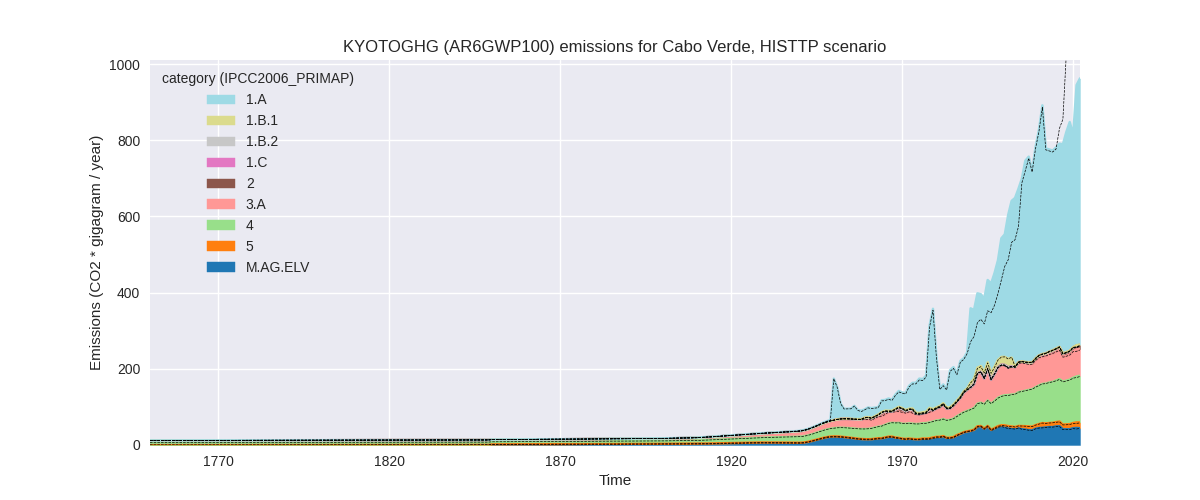 KYOTOGHG (AR6GWP100) emissions for Cabo Verde, HISTTP scenario
Emissions (CO2 * gigagram / year)
1000
800
600
400
200
0
category (IPCC2006_PRIMAP)
1.A
1.B.1
1.B.2
1.C
2
3.A
4
5
M.AG.ELV
1770
1820
1870
1920
1970
2020
Time